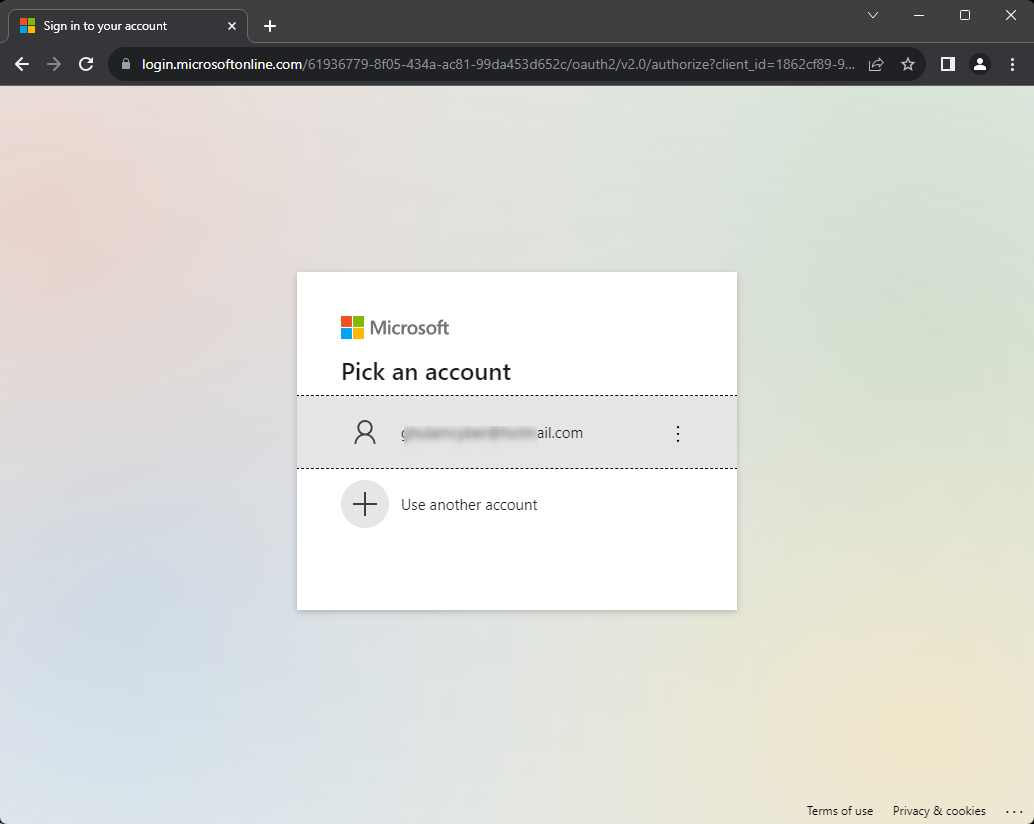 Sign in to your account
login.microsoftonline.com/61936779-8f05-434a-ac81-99da453d652c/oauth2/v2.0/authorize?client_id=1862cf89-9...
Microsoft
Pick an account
ail.com
Use another account
Terms of use Privacy & cookies ...